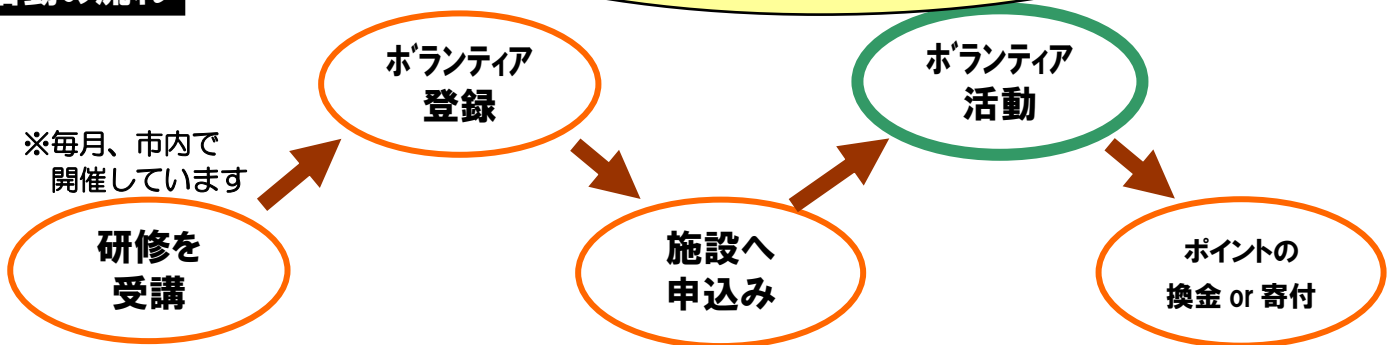 ※毎月、市内で
開催しています
研修を
受講
ボランティア
登録
施設へ
申込み
ボランティア
活動
ポイントの
換金 or 寄付